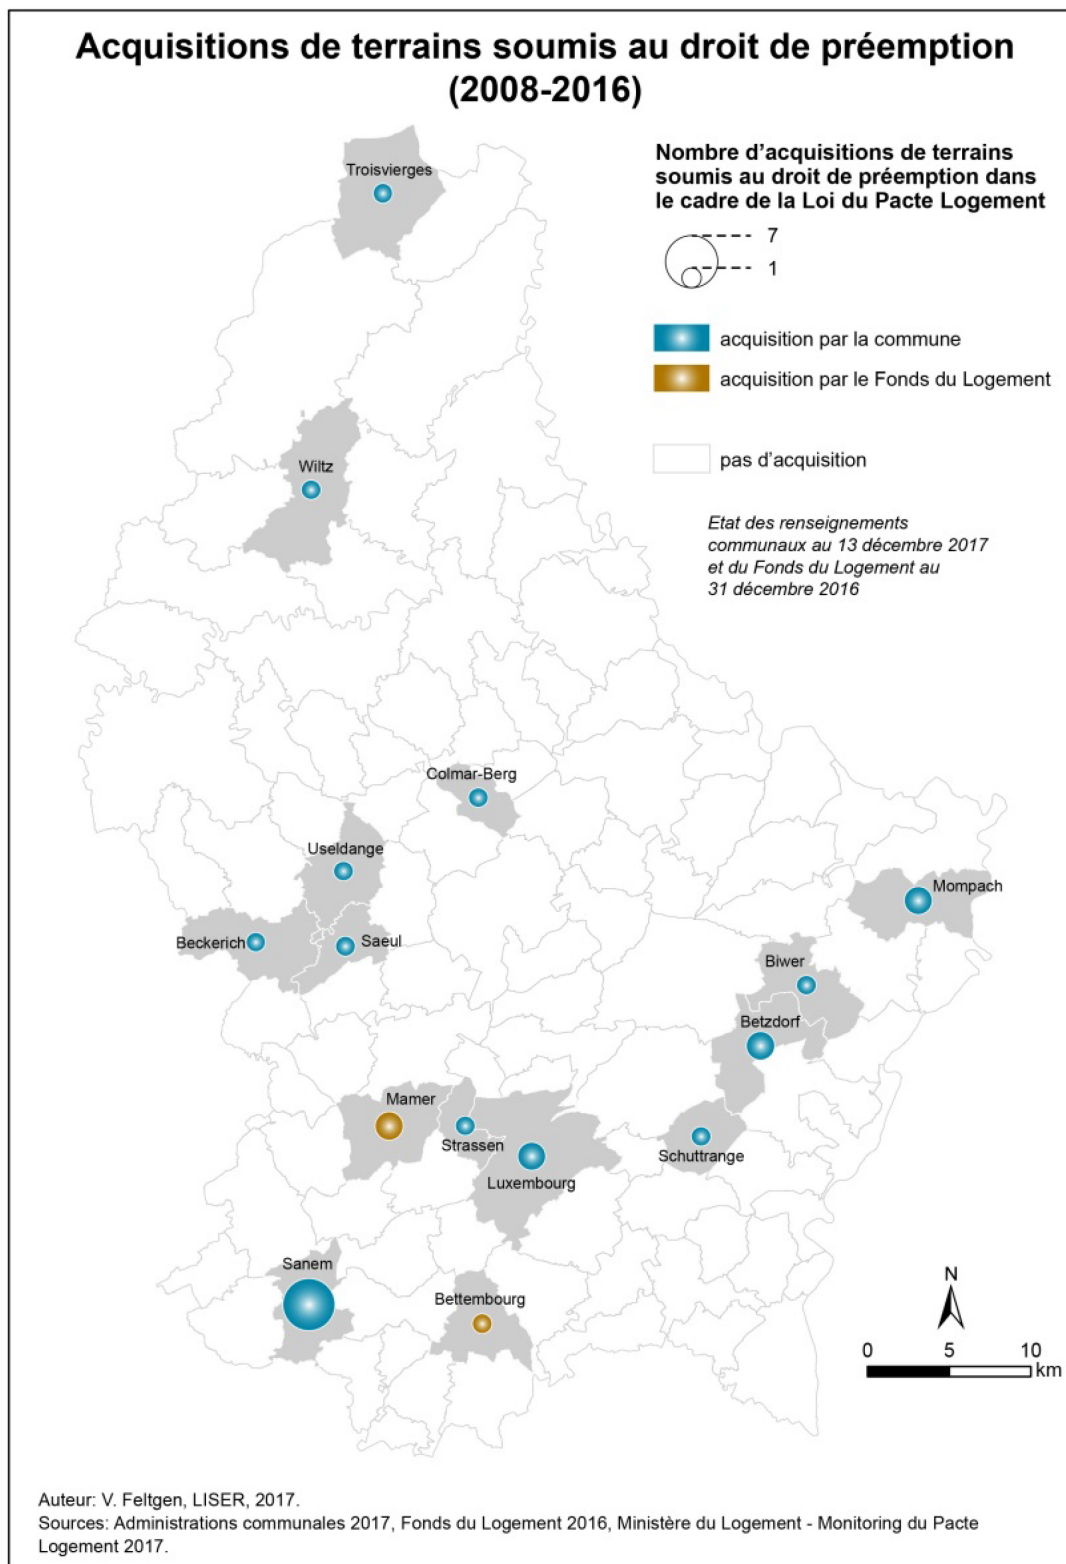 Acquisitions de terrains soumis au droit de préemption
(2008-2016)
Nombre d’acquisitions de terrains
soumis au droit de préemption dans
le cadre de la Loi du Pacte Logement
7
1
acquisition par la commune
acquisition par le Fonds du Logement
pas d’acquisition
Etat des renseignements
communaux au 13 décembre 2017
et du Fonds du Logement au
31 décembre 2016
Troisvierges
Wiltz
Colmar-Berg
Useldange
Mompach
Beckerich
Saeul
Biwer
Betzdorf
Mamer
Strassen
Schuttrange
Luxembourg
Sanem
Bettembourg
N
0 5 10
km
Auteur: V. Feltgen, LISER, 2017.
Sources: Administrations communales 2017, Fonds du Logement 2016, Ministère du Logement - Monitoring du Pacte
Logement 2017.